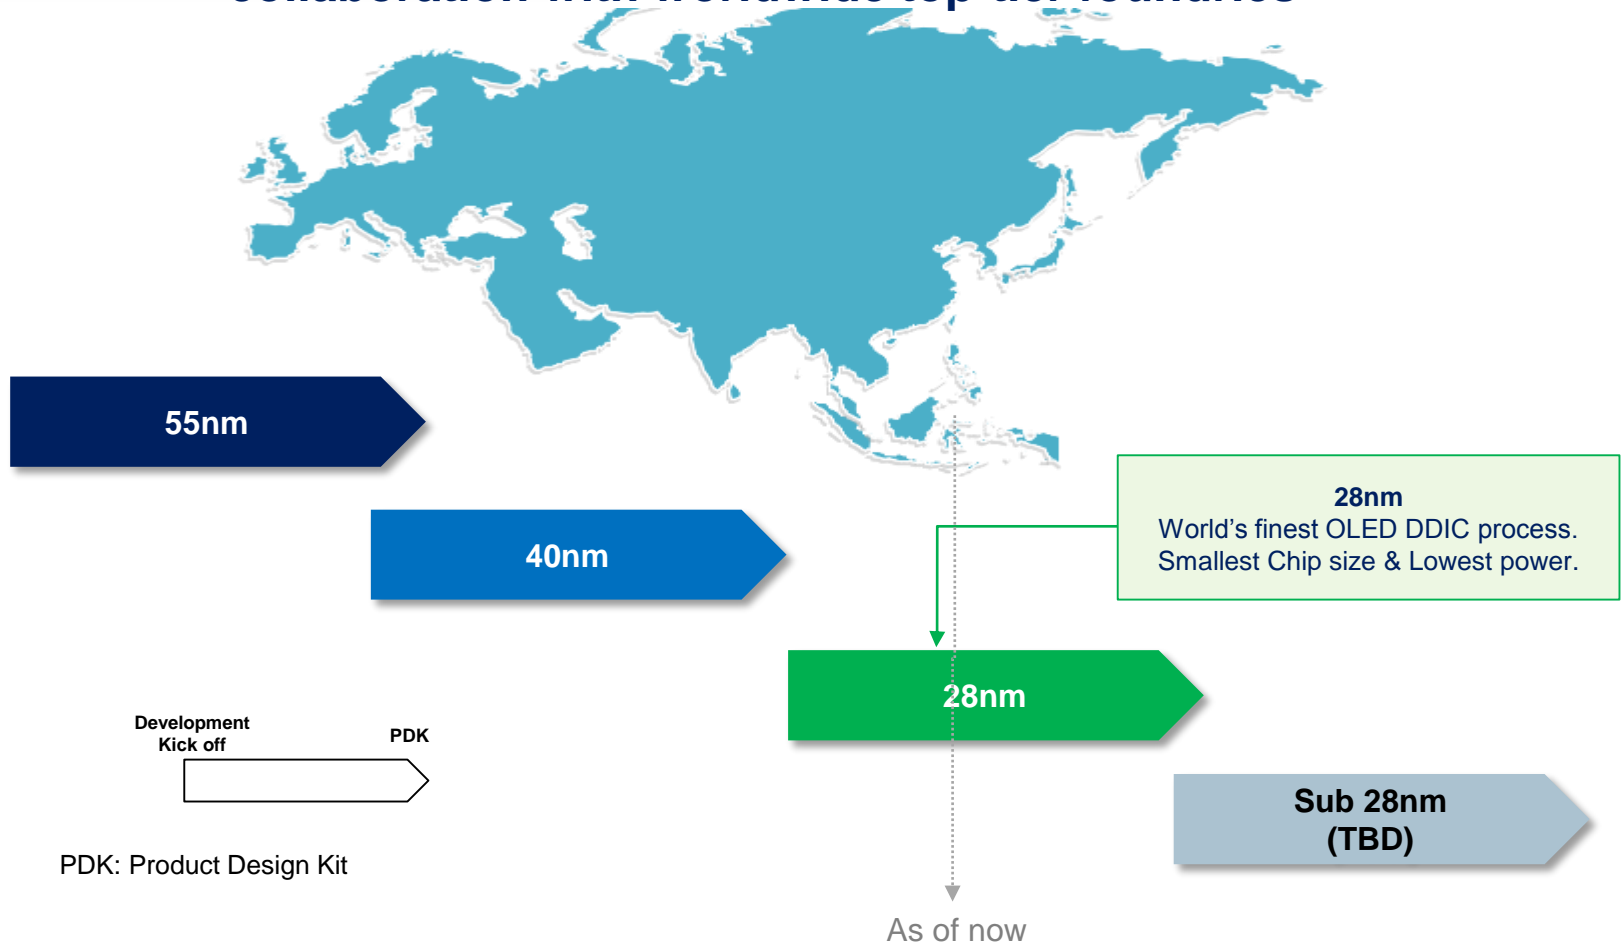 55nm
40nm
28nm
World's finest OLED DDIC process.
Smallest Chip size & Lowest power.
28nm
Development
Kick off
PDK
Sub 28nm
(TBD)
PDK: Product Design Kit
As of now